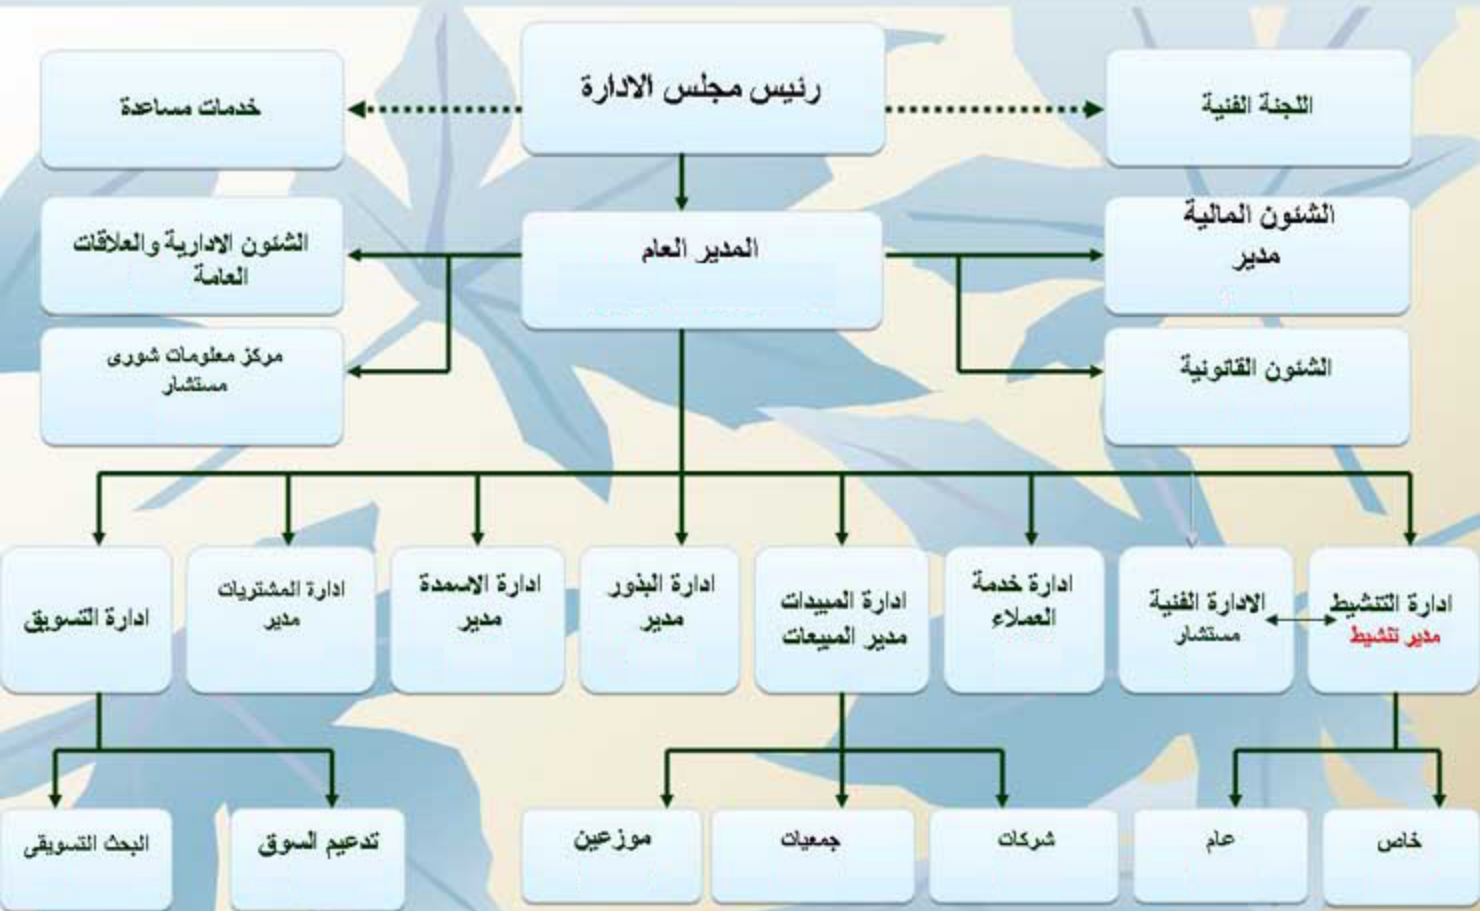 رئيس مجلس الادارة
اللجنة الفنية
خدمات مساعدة
المدير العام
الشئون المالية
مدير
الشئون الادارية والعلاقات
العامة
الشئون القانونية
مركز معلومات شورى
مستشار
ادارة التنشيط
مدير تنشيط
الادارة الفنية
مستشار
ادارة خدمة
العملاء
ادارة المبيدات
مدير المبيعات
ادارة البذور
مدير
ادارة الاسمدة
مدير
ادارة المشتريات
مدير
ادارة التسويق
خاص
عام
شركات
جمعيات
موزعين
تدعيم السوق
البحث التسويقى